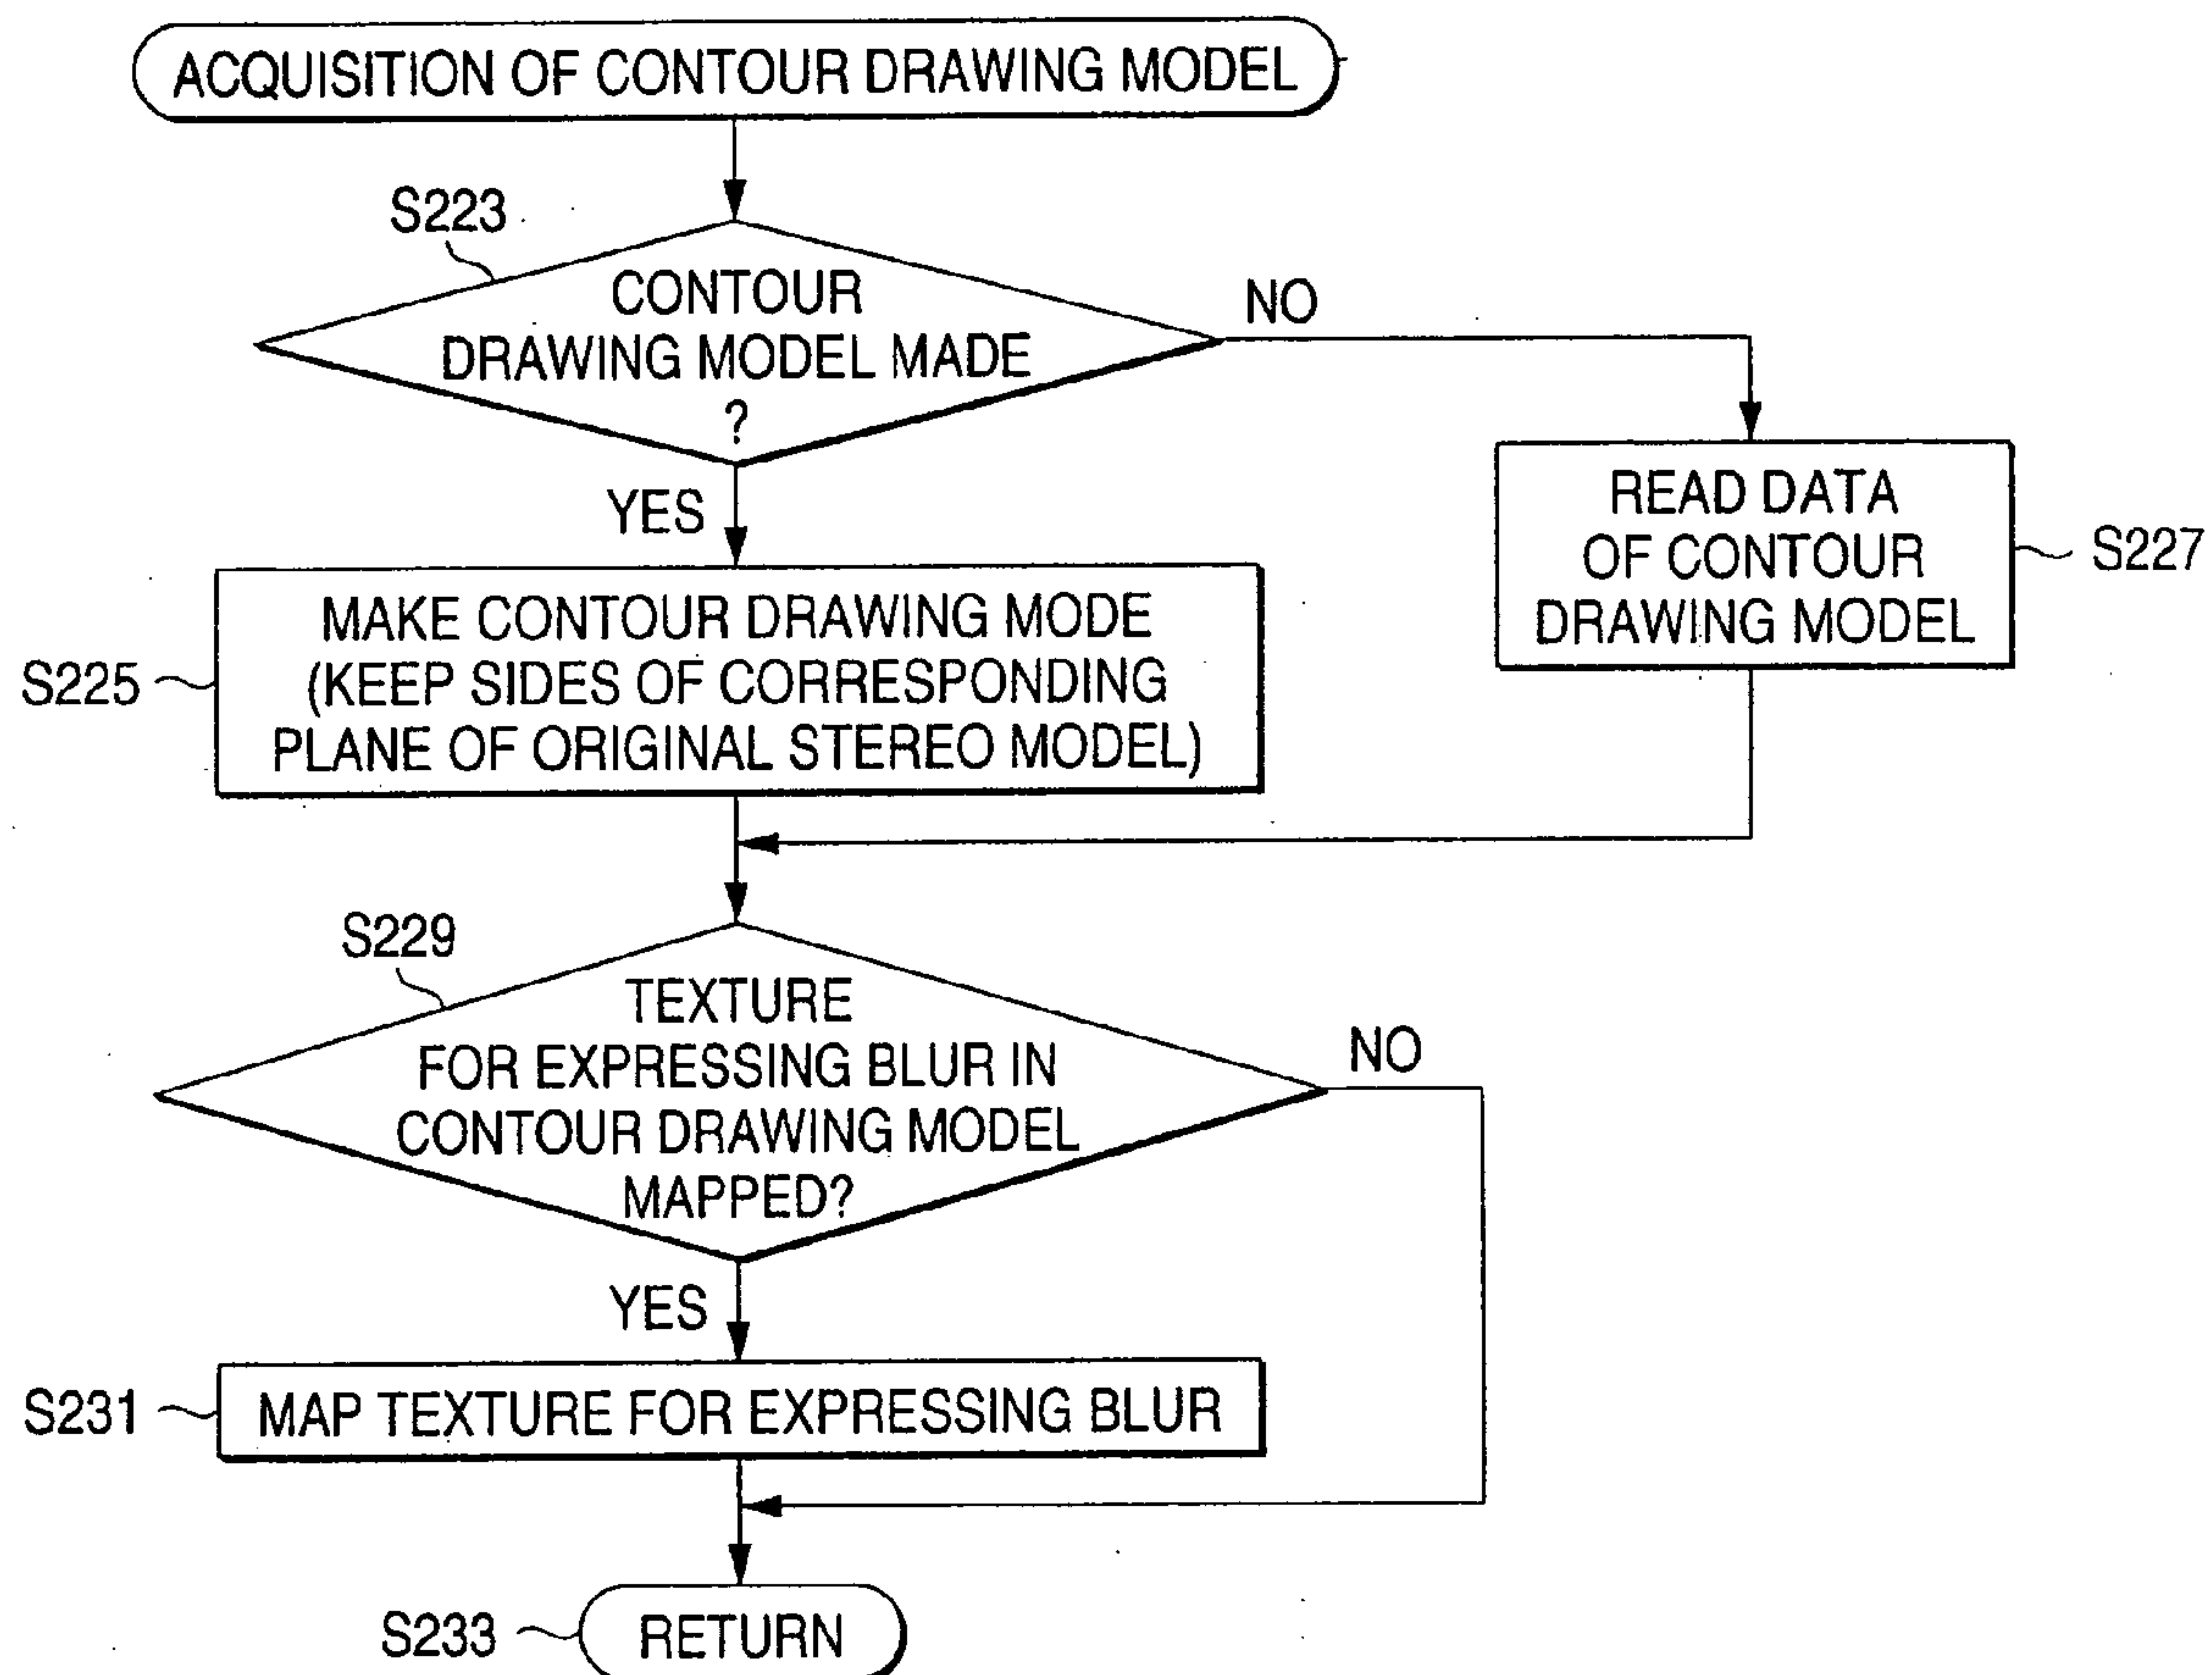 ACQUISITION OF CONTOUR DRAWING MODEL
S223
CONTOUR
DRAWING MODEL MADE
?
NO
YES
READ DATA
OF CONTOUR
DRAWING MODEL
S227
MAKE CONTOUR DRAWING MODE
(KEEP SIDES OF CORRESPONDING
PLANE OF ORIGINAL STEREO MODEL)
S225
S229
TEXTURE
FOR EXPRESSING BLUR IN
CONTOUR DRAWING MODEL
MAPPED?
NO
YES
S231
MAP TEXTURE FOR EXPRESSING BLUR
S233
RETURN